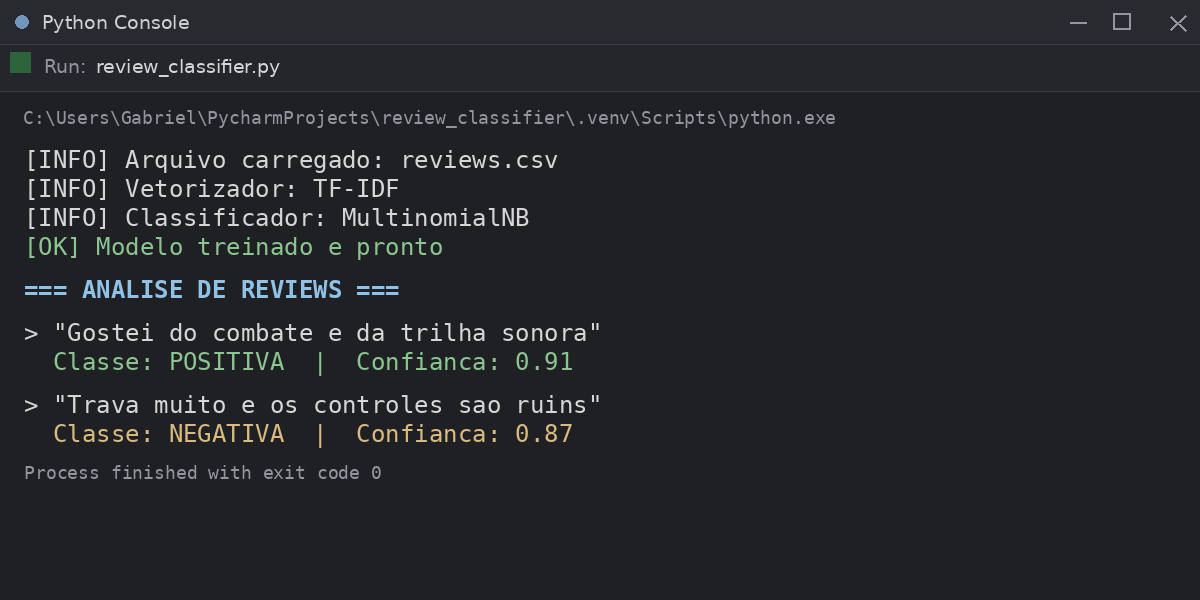 Python Console
Run: review_classifier.py
C:\Users\Gabriel\PycharmProjects\review_classifier\.venv\Scripts\python.exe
[INFO] Arquivo carregado: reviews.csv
[INFO] Vetorizador: TF-IDF
[INFO] Classificador: MultinomialNB
[OK] Modelo treinado e pronto
=== ANALISE DE REVIEWS ===
> "Gostei do combate e da trilha sonora"
Classe: POSITIVA | Confianca: 0.91
> "Trava muito e os controles sao ruins"
Classe: NEGATIVA | Confianca: 0.87
Process finished with exit code 0